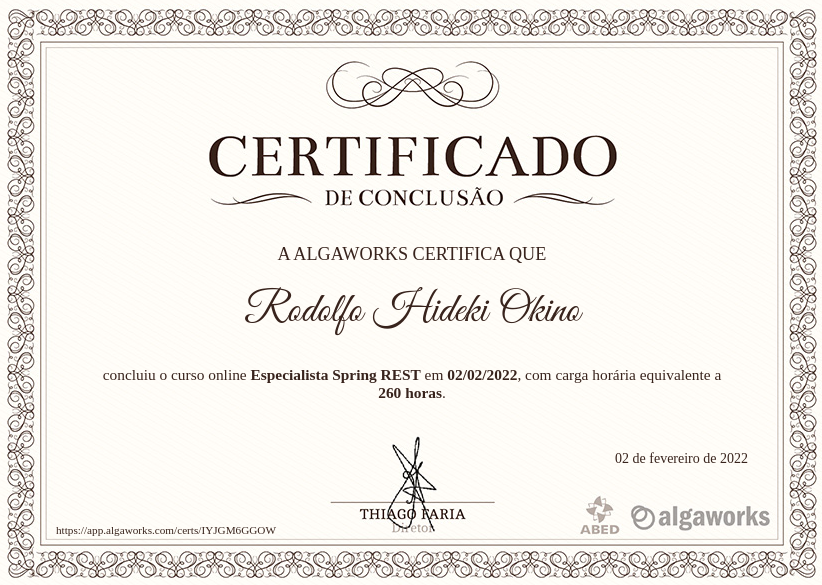 CERTIFICADO
DE CONCLUSÃO
A ALGAWORKS CERTIFICA QUE
Rodolfo Hideki Okino
concluiu o curso online Especialista Spring REST em 02/02/2022, com carga horária equivalente a
260 horas.
02 de fevereiro de 2022
THIAGO FARIA
Diretor
https://app.algaworks.com/certs/IYJGM6GGOW
ABED
algaworks